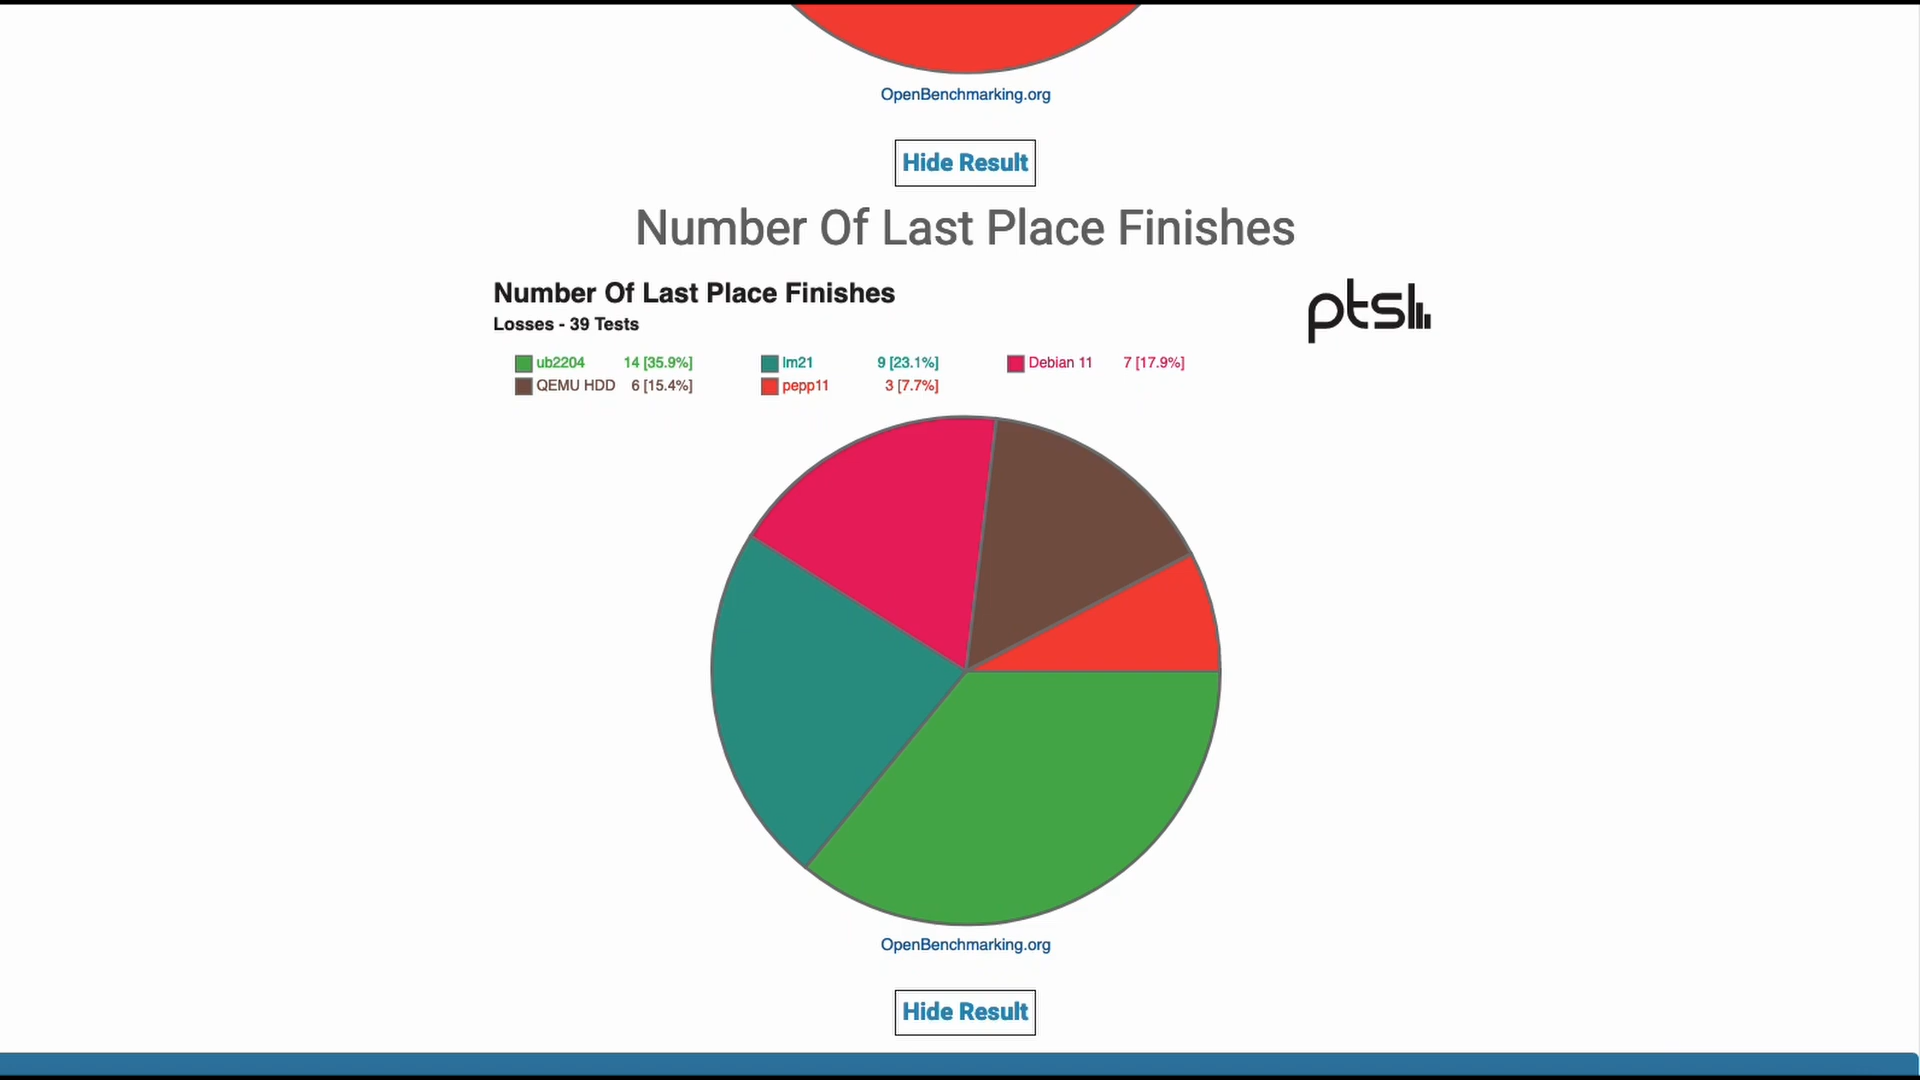 OpenBenchmarking.org
Hide Result
Number Of Last Place Finishes
Number Of Last Place Finishes
ptsl
Losses - 39 Tests
ub2204 14 [35.9%] lm21 9 [23.1%] Debian 11 7 [17.9%]
QEMU HDD 6 [15.4%] pepp11 3 [7.7%]
OpenBenchmarking.org
Hide Result